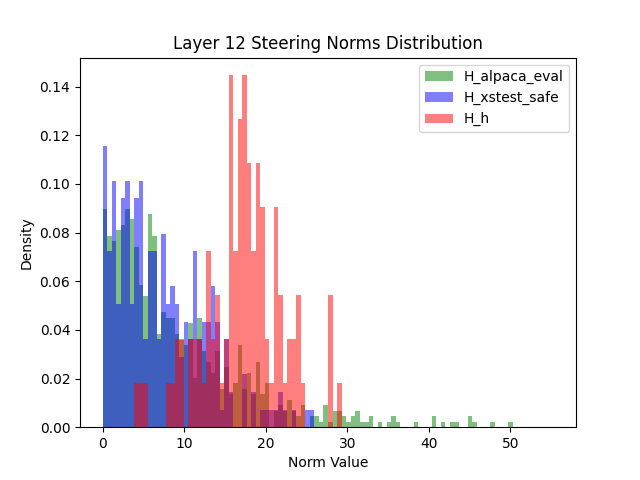 Layer 12 Steering Norms Distribution
H_alpaca_eval
H_xstest_safe
H_h
0.14
0.12
0.10
0.08
0.06
0.04
0.02
0.00
Density
0 10 20 30 40 50
Norm Value